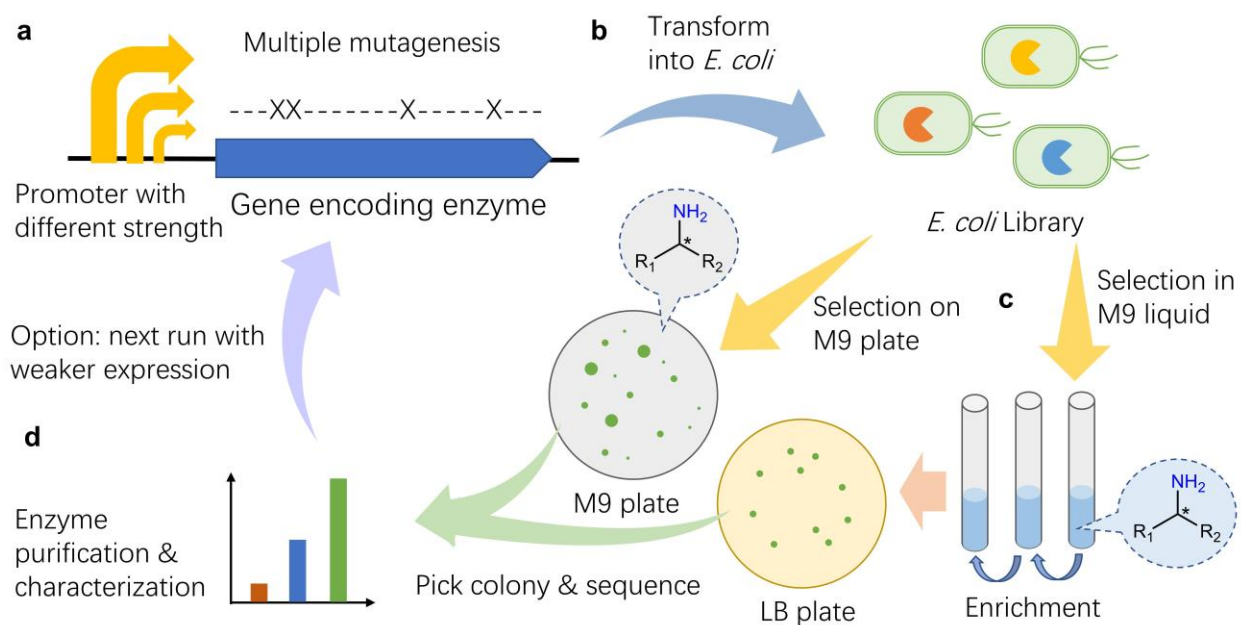 a
Multiple mutagenesis
----XX------X-----X---
Promoter with
different strength
Gene encoding enzyme
b
Transform
into E. coli
E. coli Library
NH2
*
R1
R2
Selection on
M9 plate
c
Selection in
M9 liquid
Option: next run with
weaker expression
M9 plate
LB plate
NH2
*
R1
R2
Enrichment
d
Enzyme
purification &
characterization
Pick colony & sequence